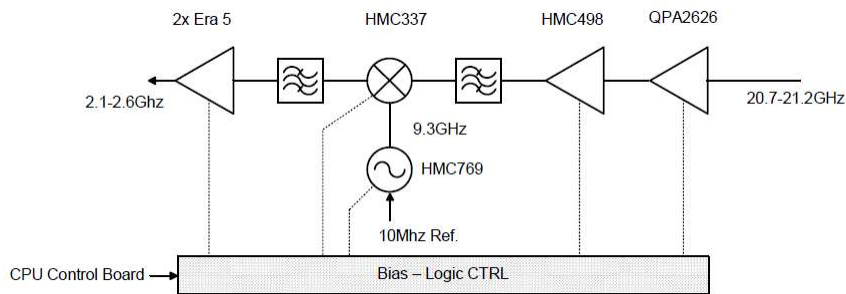 2x Era 5
HMC337
HMC498
QPA2626
2.1-2.6Ghz
9.3GHz
20.7-21.2GHz
HMC769
10Mhz Ref.
CPU Control Board
Bias – Logic CTRL